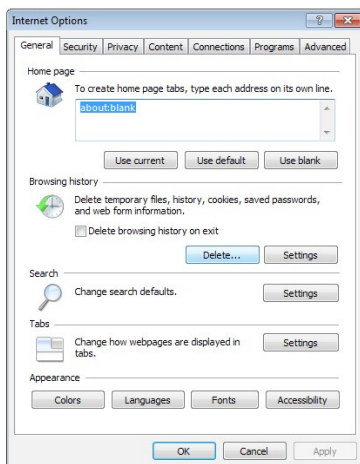 Internet Options
General Security Privacy Content Connections Programs Advanced
Home page
To create home page tabs, type each address on its own line.
about:blank
Use current Use default Use blank
Browsing history
Delete temporary files, history, cookies, saved passwords,
and web form information.
Delete browsing history on exit
Delete... Settings
Search
Change search defaults. Settings
Tabs
Change how webpages are displayed in
tabs.
Settings
Appearance
Colors Languages Fonts Accessibility
OK Cancel Apply